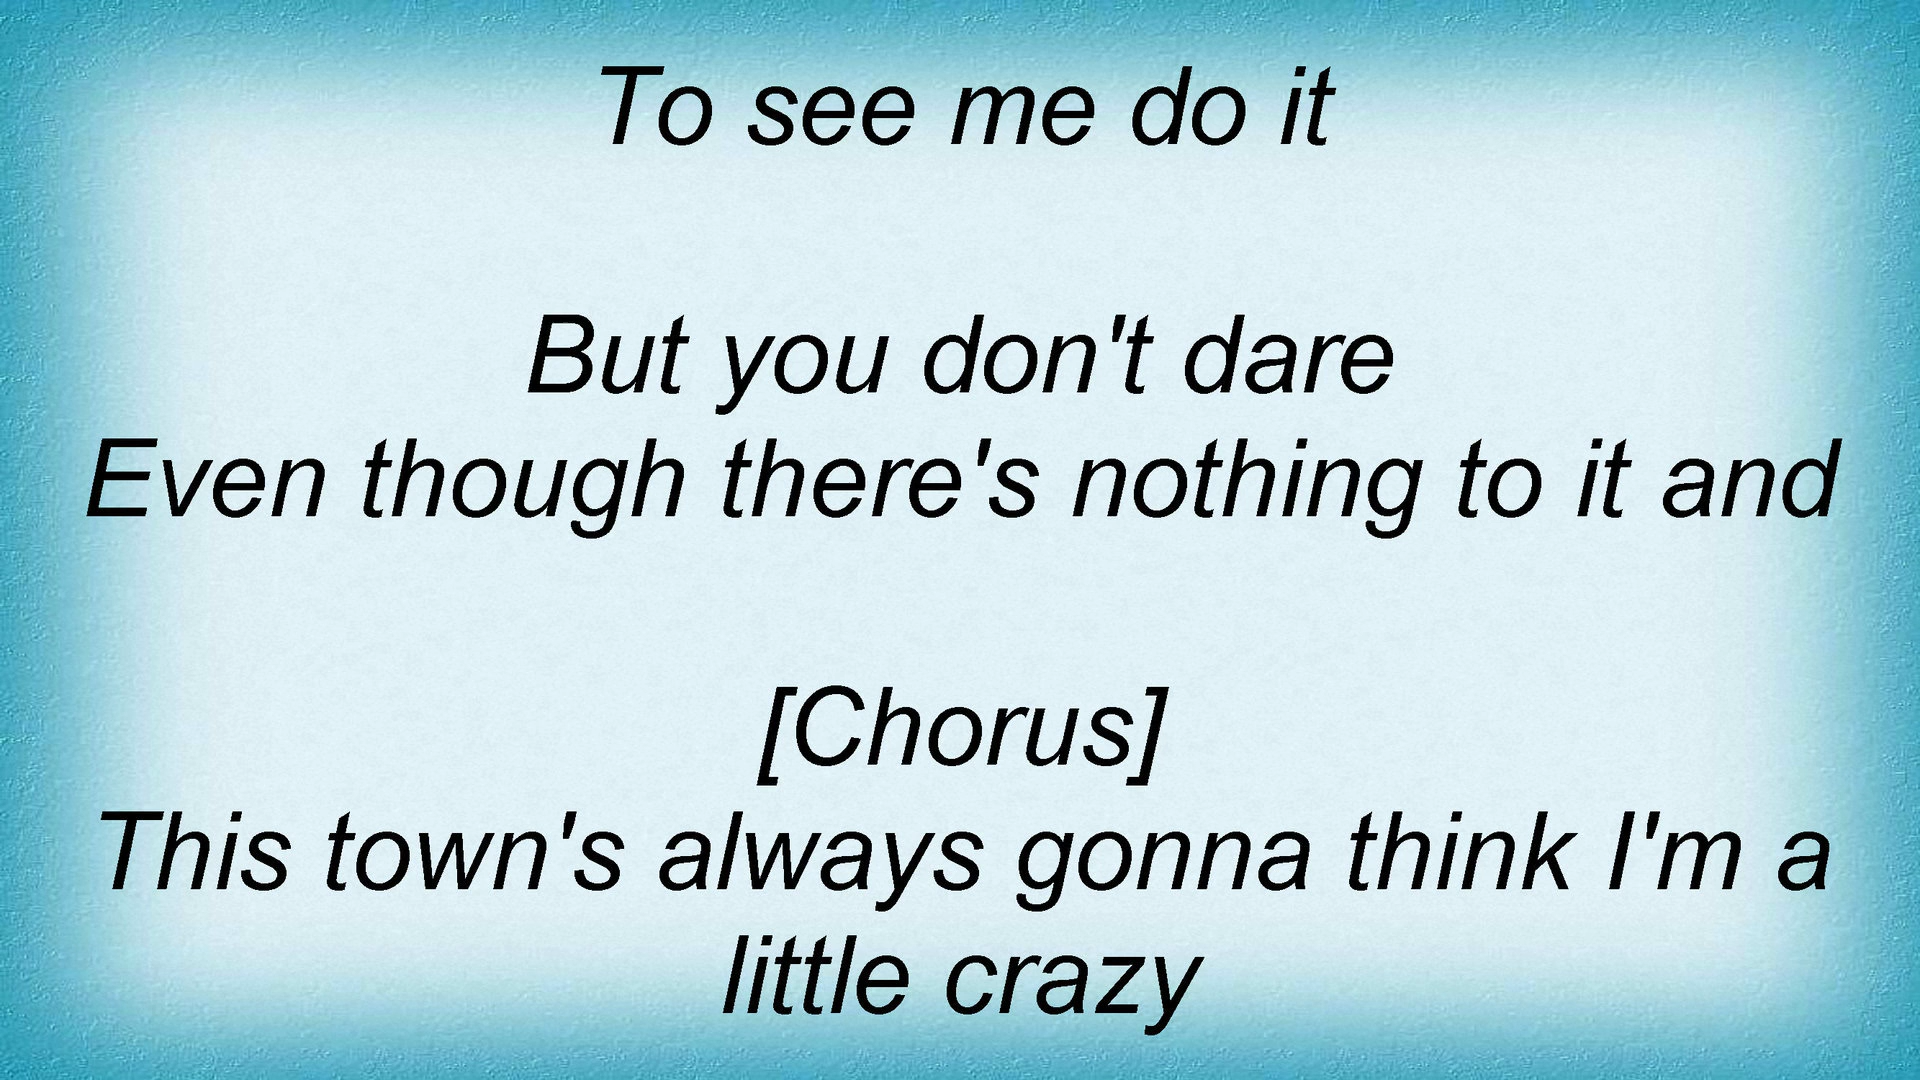 To see me do it
But you don't dare
Even though there's nothing to it and
[Chorus]
This town's always gonna think I'm a
little crazy